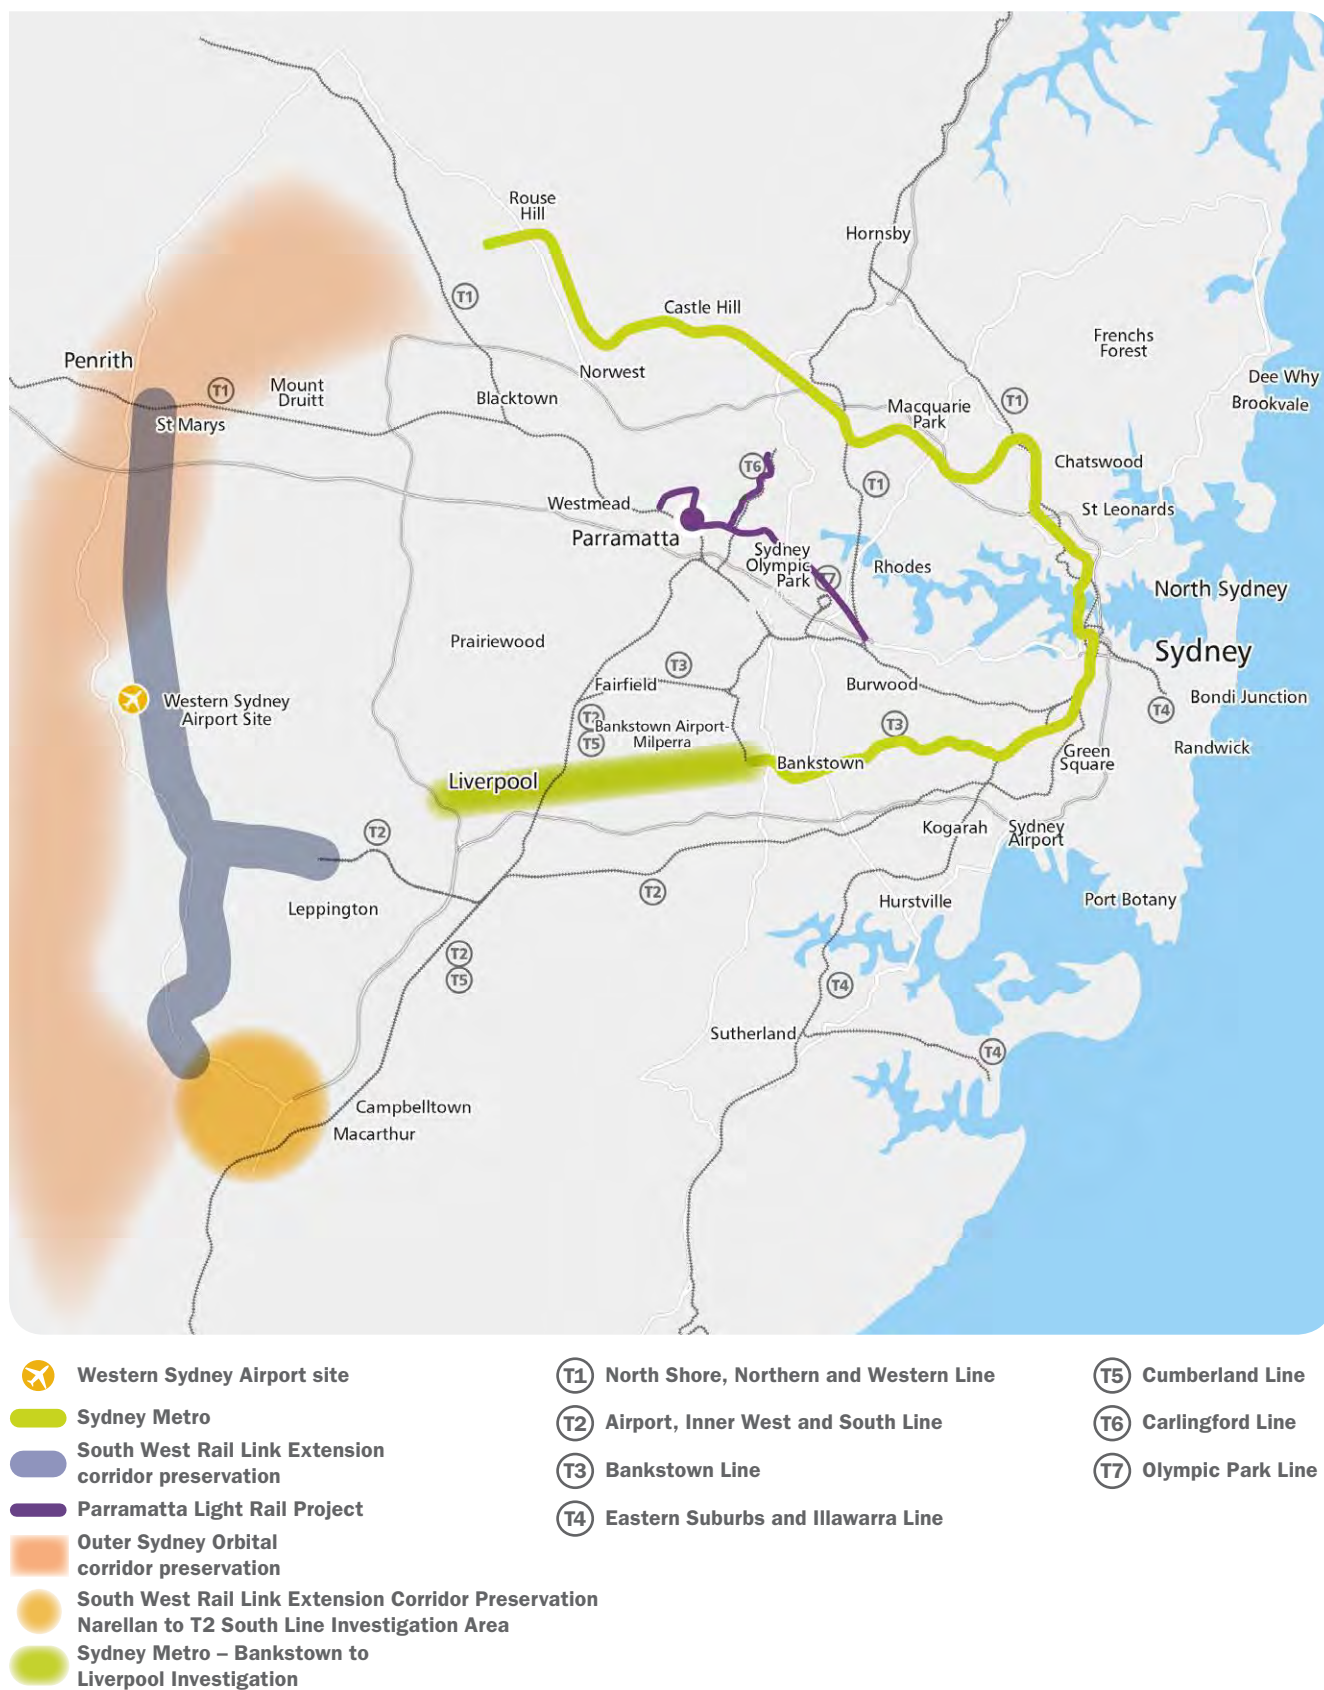 Rouse
Hill
Hornsby
T1
Castle Hill
Frenchs
Forest
Penrith
Norwest
Dee Why
T1
Mount
Druitt
Blacktown
T1
Brookvale
St Marys
Macquarie
Park
Chatswood
T6
T1
Westmead
St Leonards
Parramatta
Sydney
Olympic
Park
T7
Rhodes
North Sydney
Prairiewood
Sydney
T3
Fairfield
Burwood
Bondi Junction
Western Sydney
Airport Site
T2
T5
Bankstown Airport-
Milperra
T3
T4
Randwick
Green
Square
Liverpool
Bankstown
T2
Kogarah
Sydney
Airport
T2
Leppington
Hurstville
Port Botany
T2
T5
T4
Sutherland
T4
Campbelltown
Macarthur
Western Sydney Airport site
Sydney Metro
South West Rail Link Extension
corridor preservation
Parramatta Light Rail Project
Outer Sydney Orbital
corridor preservation
South West Rail Link Extension Corridor Preservation
Narellan to T2 South Line Investigation Area
Sydney Metro – Bankstown to
Liverpool Investigation
T1 North Shore, Northern and Western Line
T2 Airport, Inner West and South Line
T3 Bankstown Line
T4 Eastern Suburbs and Illawarra Line
T5 Cumberland Line
T6 Carlingford Line
T7 Olympic Park Line